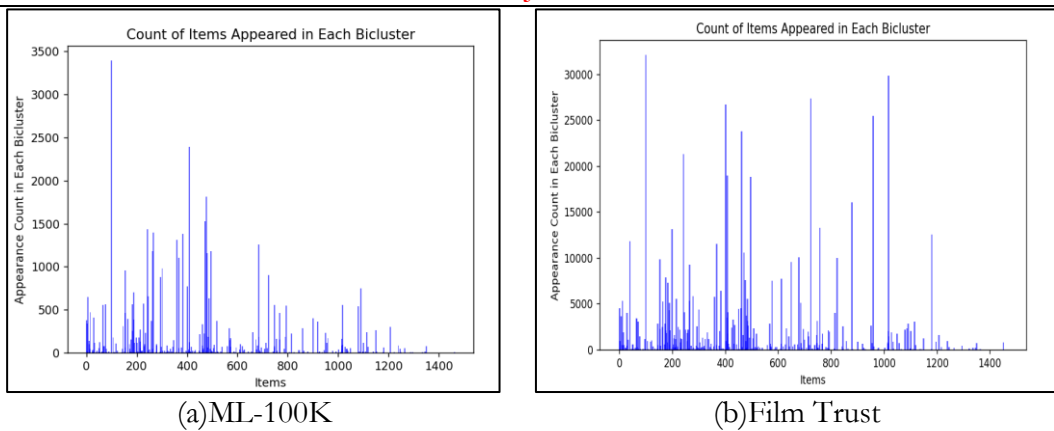 Count of Items Appeared in Each Bicluster
Appearance Count in Each Bicluster
3500
3000
2500
2000
1500
1000
500
0
0 200 400 600 800 1000 1200 1400
Items
(a)ML-100K
Count of Items Appeared in Each Bicluster
Appearance Count in Each Bicluster
30000
25000
20000
15000
10000
5000
0
0 200 400 600 800 1000 1200 1400
Items
(b)Film Trust